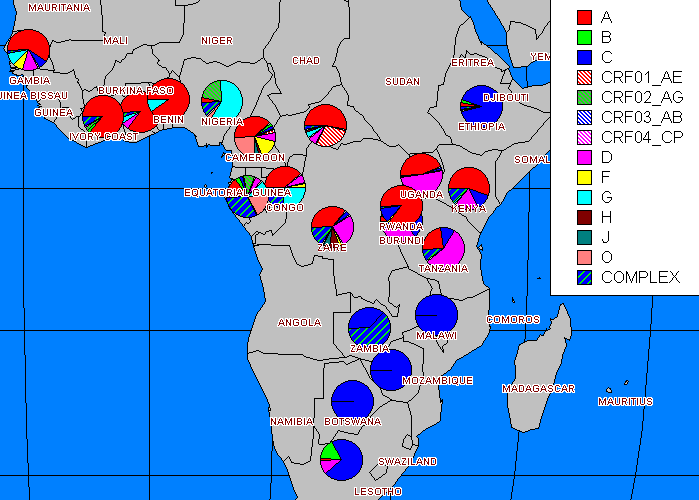 MAURITANIA
MALI
NIGER
CHAD
SUDAN
ERITREA
YEM
GAMBIA
UINEA BISSAU
GUINEA
BURKINA FASO
IVORY COAST
BENIN
NIGERIA
CAMEROON
DJIBOUTI
ETHIOPIA
SOMAL
EQUATORIAL GUINEA
CONGO
UGANDA
KENYA
RWANDA
BURUNDI
ZAIRE
TANZANIA
ANGOLA
ZAMBIA
MALAWI
COMOROS
MOZAMBIQUE
MADAGASCAR
MAURITIUS
NAMIBIA
BOTSWANA
SWAZILAND
LESOTHO
A
B
C
CRF01_AE
CRF02_AG
CRF03_AB
CRF04_CP
D
F
G
H
J
O
COMPLEX